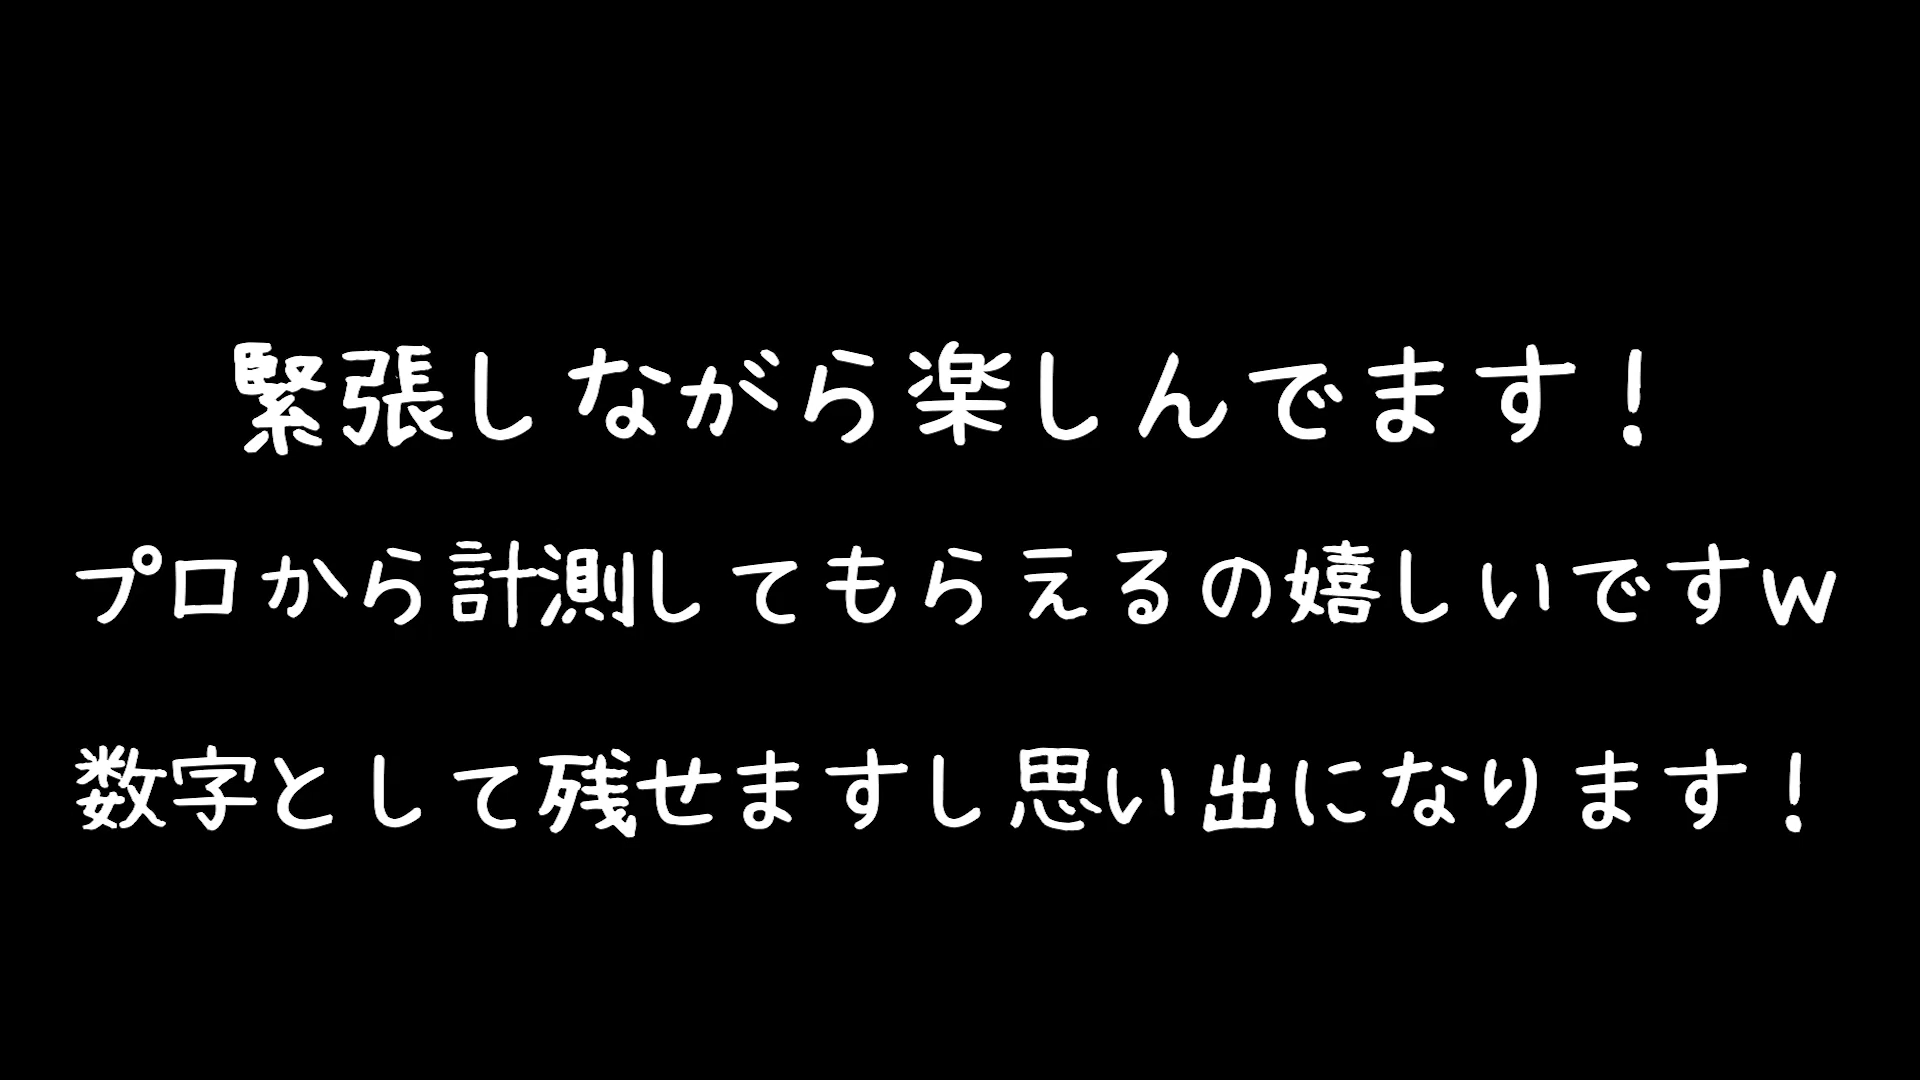 緊張しながら楽しんでます！
プロから計測してもらえるの嬉しいですw
数字として残せますし思い出になります！